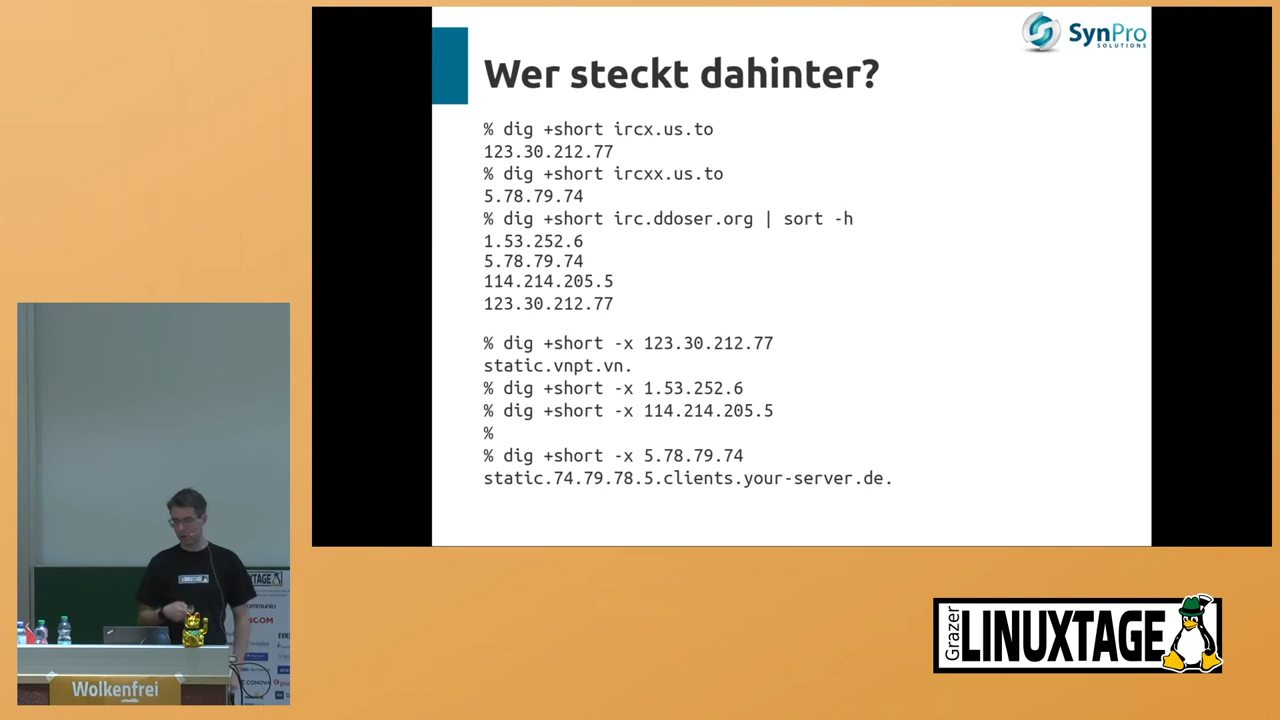 SynPro
SOLUTIONS
Wer steckt dahinter?
% dig +short ircx.us.to
123.30.212.77
% dig +short ircxx.us.to
5.78.79.74
% dig +short irc.ddoser.org | sort -h
1.53.252.6
5.78.79.74
114.214.205.5
123.30.212.77
% dig +short -x 123.30.212.77
static.vnpt.vn.
% dig +short -x 1.53.252.6
% dig +short -x 114.214.205.5
%
% dig +short -x 5.78.79.74
static.74.79.78.5.clients.your-server.de.
LINUXTAGE
Wolkenfrei
Grazer
LINUXTAGE